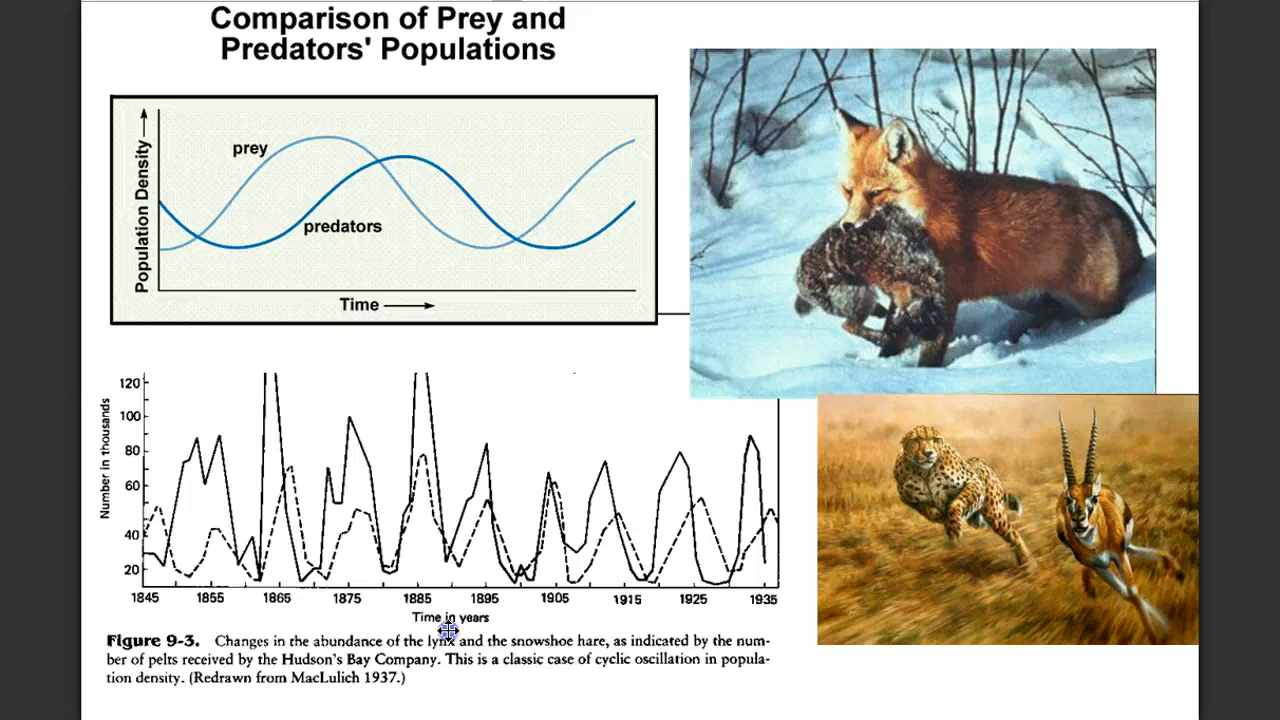 Comparison of Prey and
Predators' Populations
Population Density
prey
predators
Time
Number in thousands
120
100
80
60
40
20
1845 1855 1865 1875 1885 1895 1905 1915 1925 1935
Time in years
Figure 9-3. Changes in the abundance of the lynx and the snowshoe hare, as indicated by the num-
ber of pelts received by the Hudson's Bay Company. This is a classic case of cyclic oscillation in popula-
tion density. (Redrawn from MacLulich 1937.)